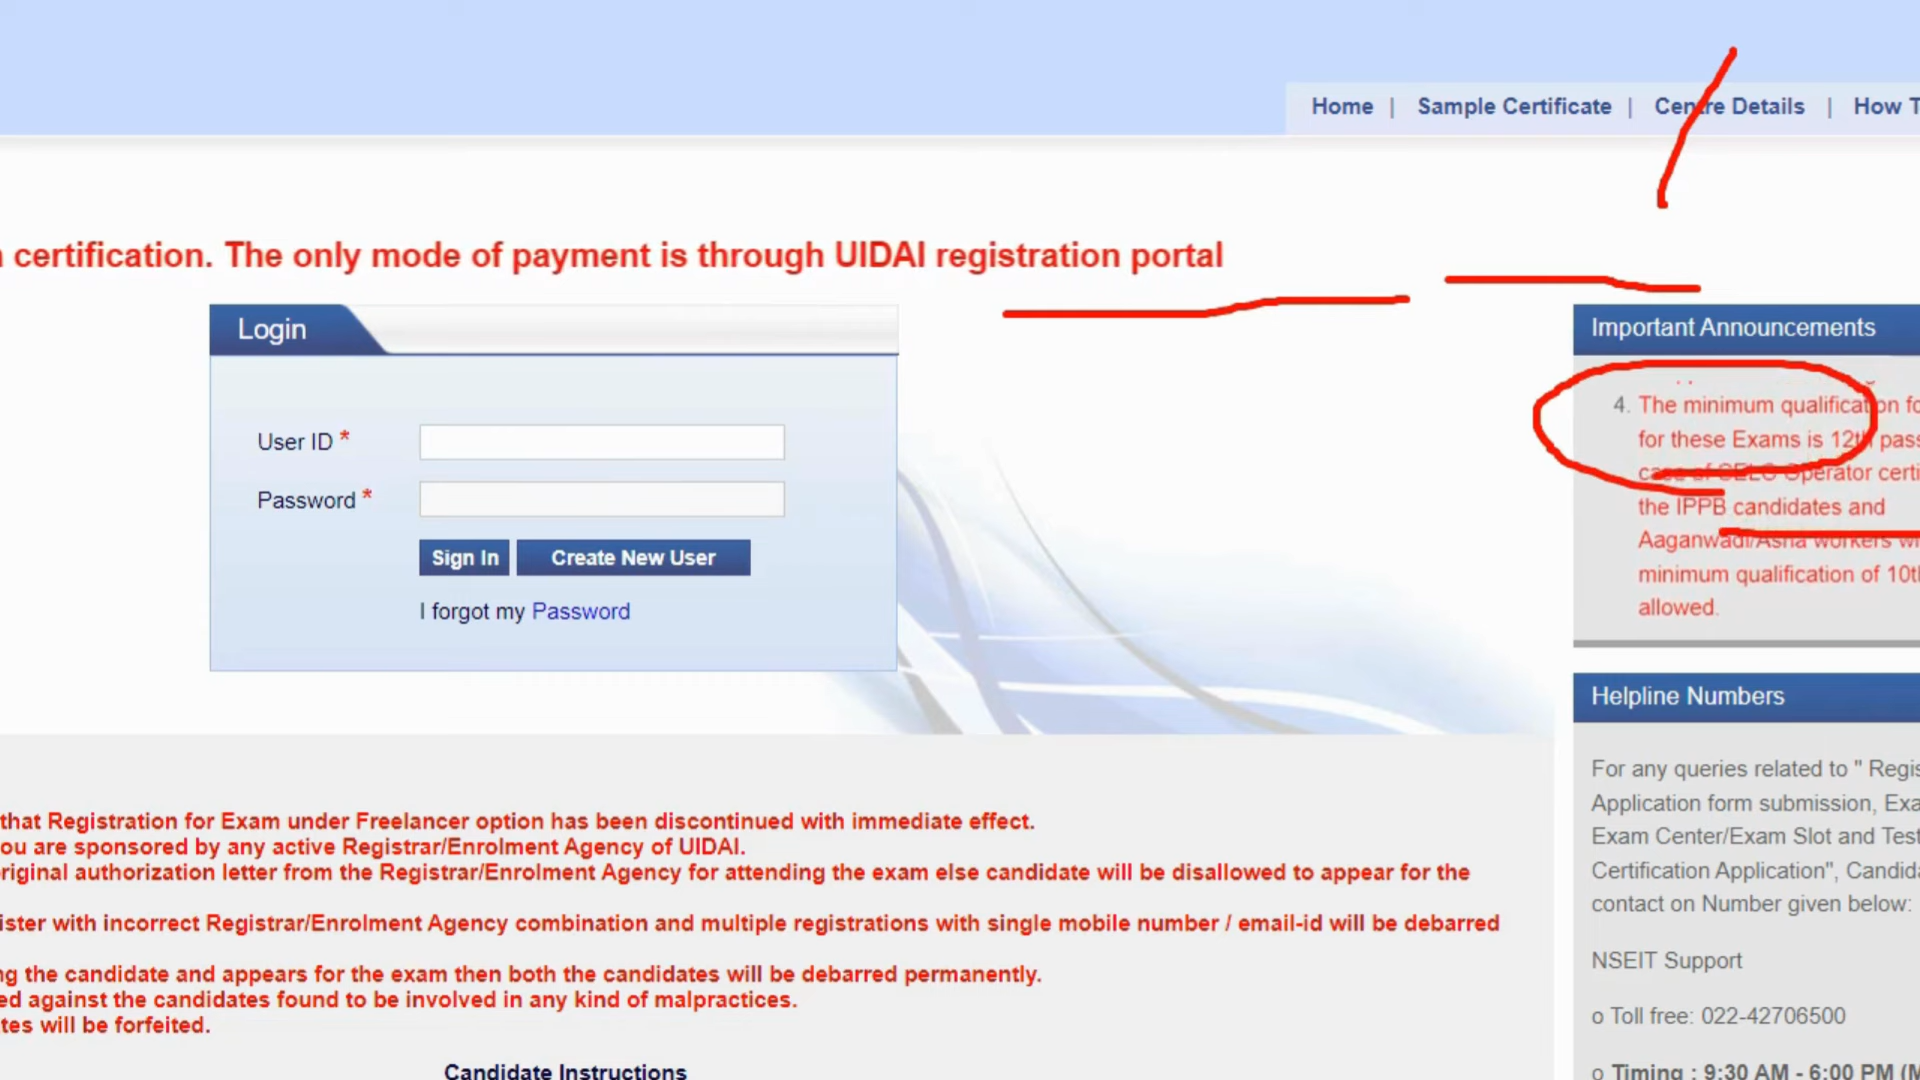 Home | Sample Certificate | Centre Details | How T
certification. The only mode of payment is through UIDAI registration portal
Login
User ID *
Password *
Sign In Create New User
I forgot my Password
Important Announcements
4. The minimum qualification fo
for these Exams is 12th pass
case of CELC Operator certi
the IPPB candidates and
Aaganwadi/Asha workers wi
minimum qualification of 10th
allowed.
Helpline Numbers
For any queries related to " Regis
Application form submission, Exa
Exam Center/Exam Slot and Test
Certification Application", Candida
contact on Number given below:
NSEIT Support
o Toll free: 022-42706500
o Timing : 9:30 AM - 6:00 PM (M
that Registration for Exam under Freelancer option has been discontinued with immediate effect.
ou are sponsored by any active Registrar/Enrolment Agency of UIDAI.
riginal authorization letter from the Registrar/Enrolment Agency for attending the exam else candidate will be disallowed to appear for the
ister with incorrect Registrar/Enrolment Agency combination and multiple registrations with single mobile number / email-id will be debarred
ng the candidate and appears for the exam then both the candidates will be debarred permanently.
ed against the candidates found to be involved in any kind of malpractices.
tes will be forfeited.
Candidate Instructions